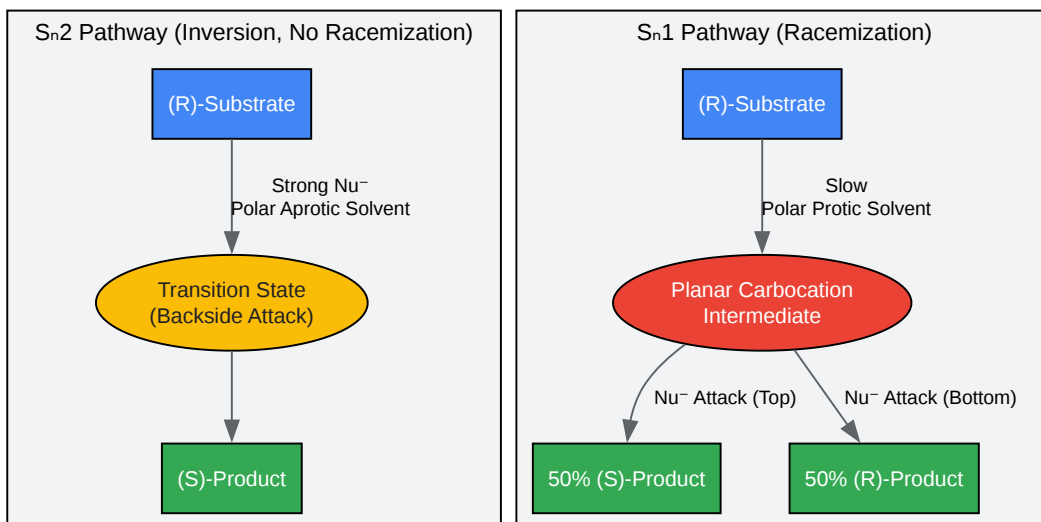 Sₙ2 Pathway (Inversion, No Racemization)
(R)-Substrate
Strong Nu⁻
Polar Aprotic Solvent
Transition State
(Backside Attack)
(S)-Product
Sₙ1 Pathway (Racemization)
(R)-Substrate
Slow
Polar Protic Solvent
Planar Carbocation
Intermediate
Nu⁻ Attack (Top)
Nu⁻ Attack (Bottom)
50% (S)-Product
50% (R)-Product